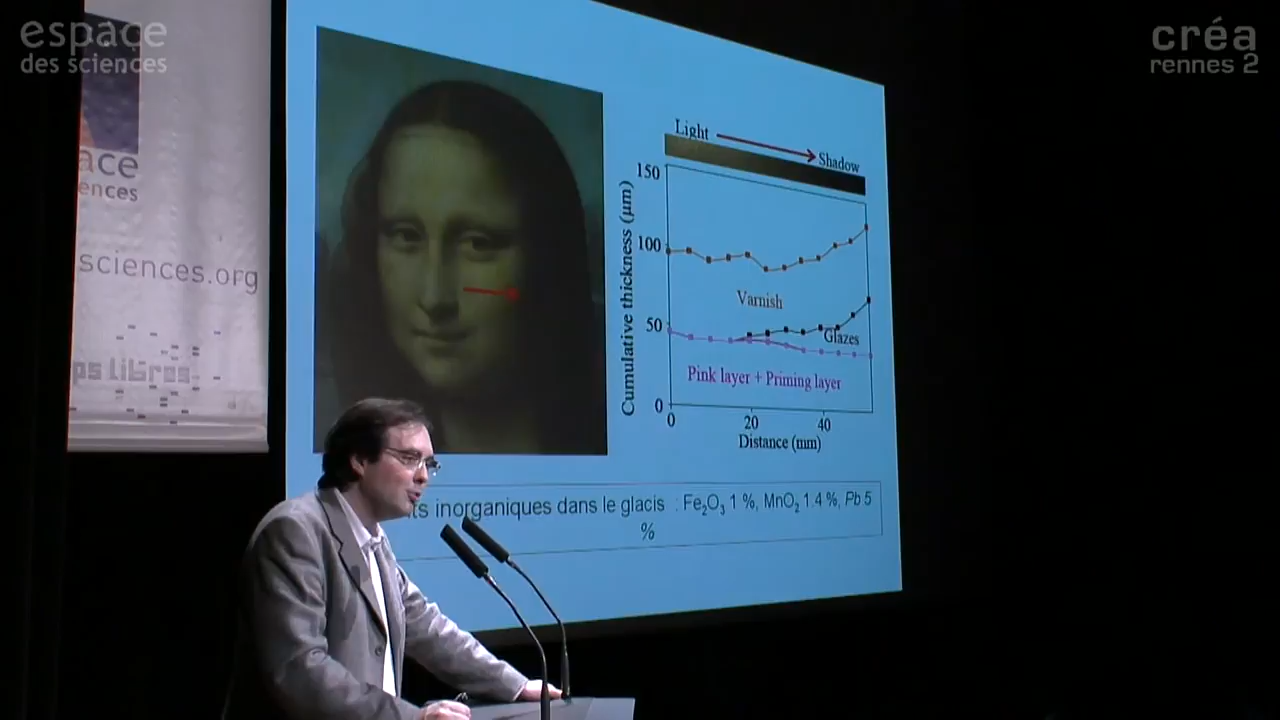 espace
des sciences
créa
rennes 2
ace
ences
sciences.org
ps libres
Light
Shadow
150
100
50
0
Cumulative thickness (µm)
Varnish
Glazes
Pink layer + Priming layer
0
20
40
Distance (mm)
ts inorganiques dans le glacis : Fe₂O₃ 1 %, MnO₂ 1.4 %, Pb 5
%